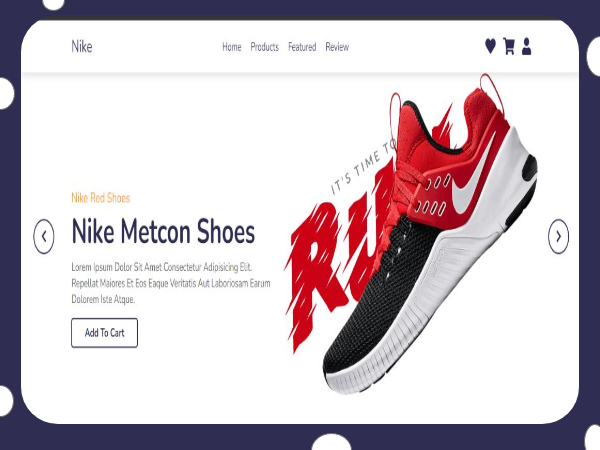 Nike
Home Products Featured Review
IT'S TIME TO
Nike Red Shoes
Nike Metcon Shoes
Lorem Ipsum Dolor Sit Amet Consectetur Adipisicing Elit.
Repellat Maiores Et Eos Eaque Veritatis Aut Laboriosam Earum
Dolorem Iste Atque.
Add To Cart